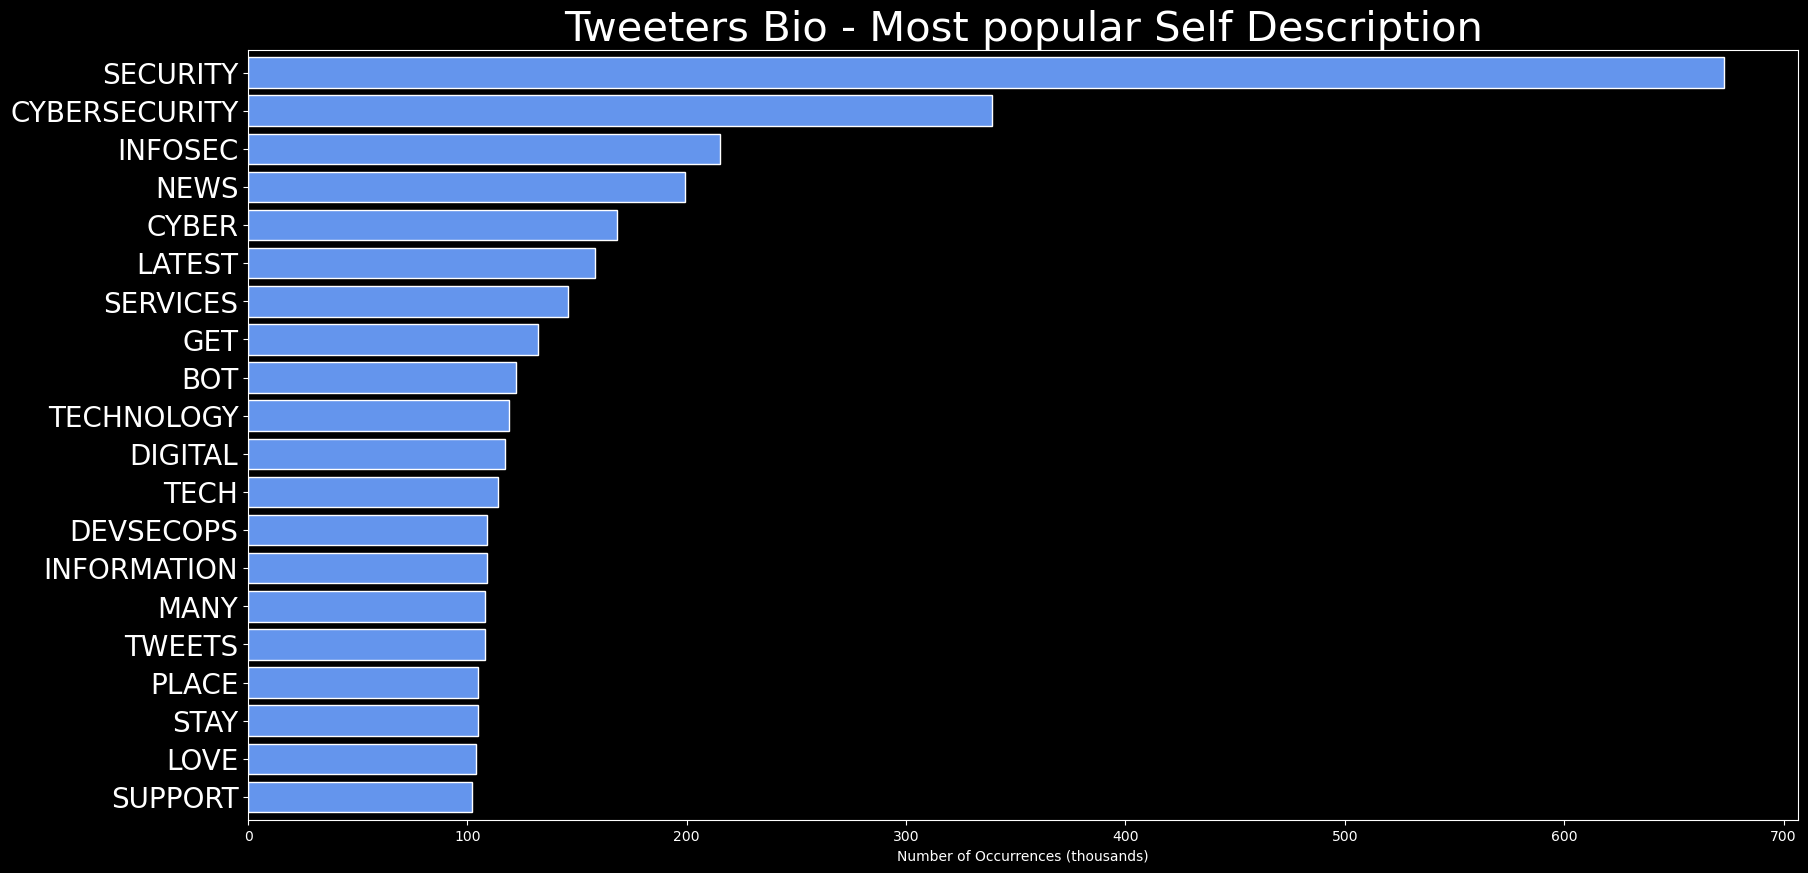 Tweeters Bio - Most popular Self Description
SECURITY
CYBERSECURITY
INFOSEC
NEWS
CYBER
LATEST
SERVICES
GET
BOT
TECHNOLOGY
DIGITAL
TECH
DEVSECOPS
INFORMATION
MANY
TWEETS
PLACE
STAY
LOVE
SUPPORT
0 100 200 300 400 500 600 700
Number of Occurrences (thousands)